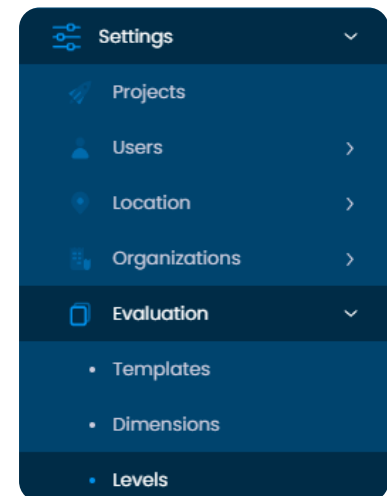 Settings
Projects
Users
Location
Organizations
Evaluation
Templates
Dimensions
Levels